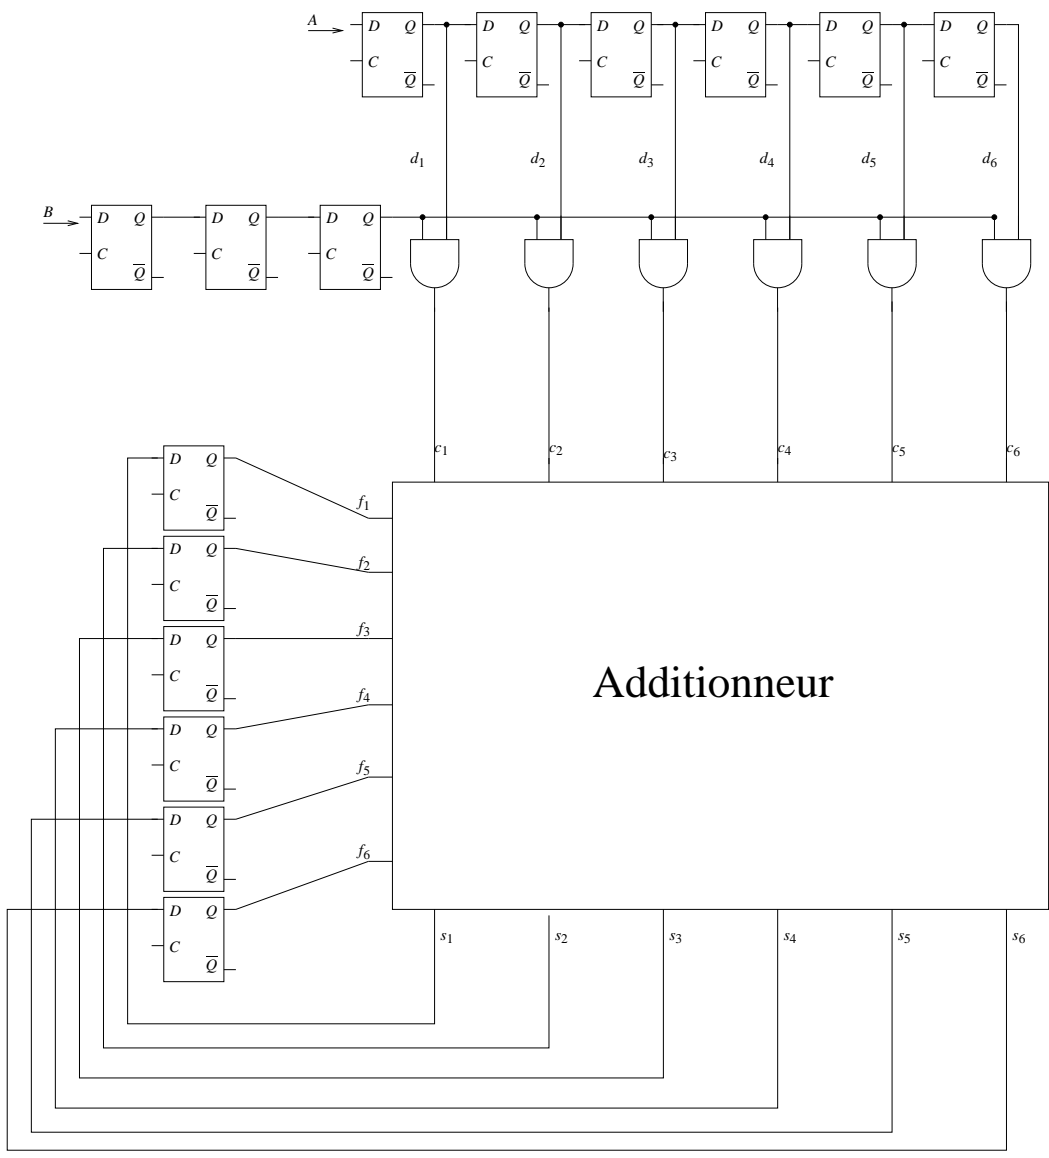 A D Q D Q D Q D Q D Q D Q
C C C C C C
Q Q Q Q Q Q
d1 d2 d3 d4 d5 d6
B D Q D Q D Q
C C C
Q Q Q
c1 c2 c3 c4 c5 c6
D Q
C f1
Q
D Q f2
C
Q
D Q f3
C
Q f4
D Q
C f5
Q
D Q
C f6
Q
D Q
C
Q
Additionneur
s1 s2 s3 s4 s5 s6